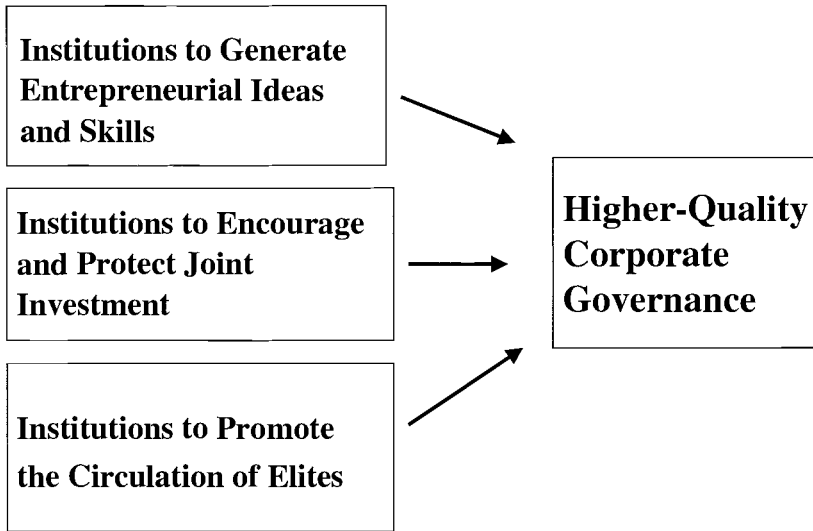 Institutions to Generate
Entrepreneurial Ideas
and Skills
Institutions to Encourage
and Protect Joint
Investment
Institutions to Promote
the Circulation of Elites
Higher-Quality
Corporate
Governance